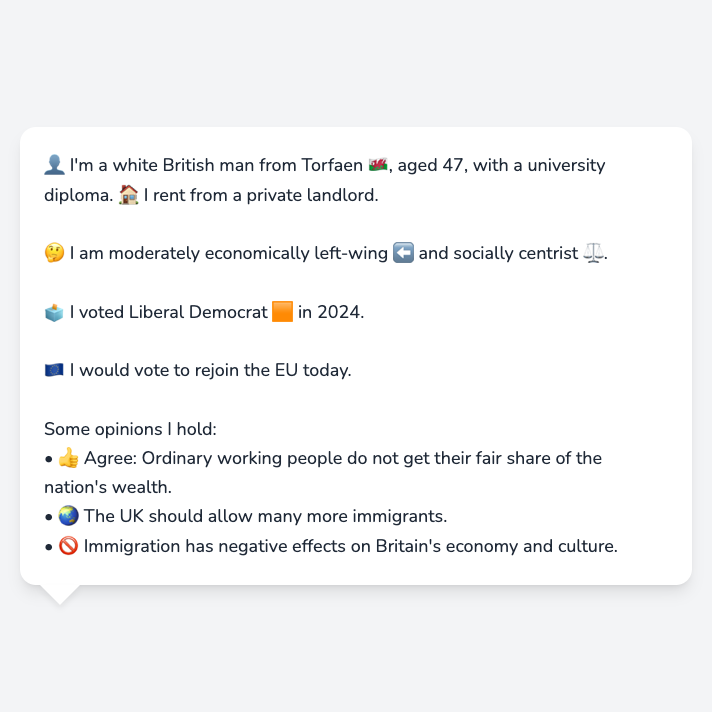 👤 I'm a white British man from Torfaen 🏴󠁧󠁢󠁷󠁬󠁳󠁿, aged 47, with a university
diploma. 🏠 I rent from a private landlord.
🤔 I am moderately economically left-wing ⬅️ and socially centrist ⚖️.
🗳️ I voted Liberal Democrat 🟧 in 2024.
🇪🇺 I would vote to rejoin the EU today.
Some opinions I hold:
• 👍 Agree: Ordinary working people do not get their fair share of the
nation's wealth.
• 🌏 The UK should allow many more immigrants.
• 🚫 Immigration has negative effects on Britain's economy and culture.